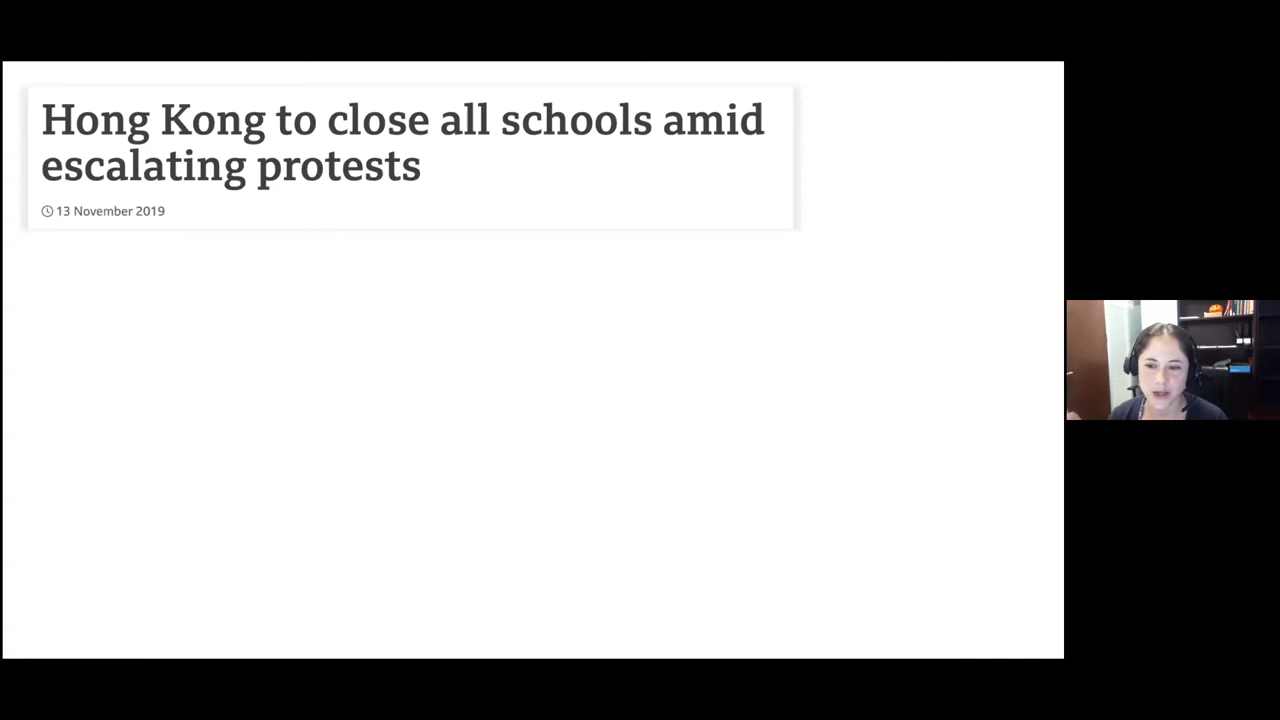 Hong Kong to close all schools amid
escalating protests
13 November 2019